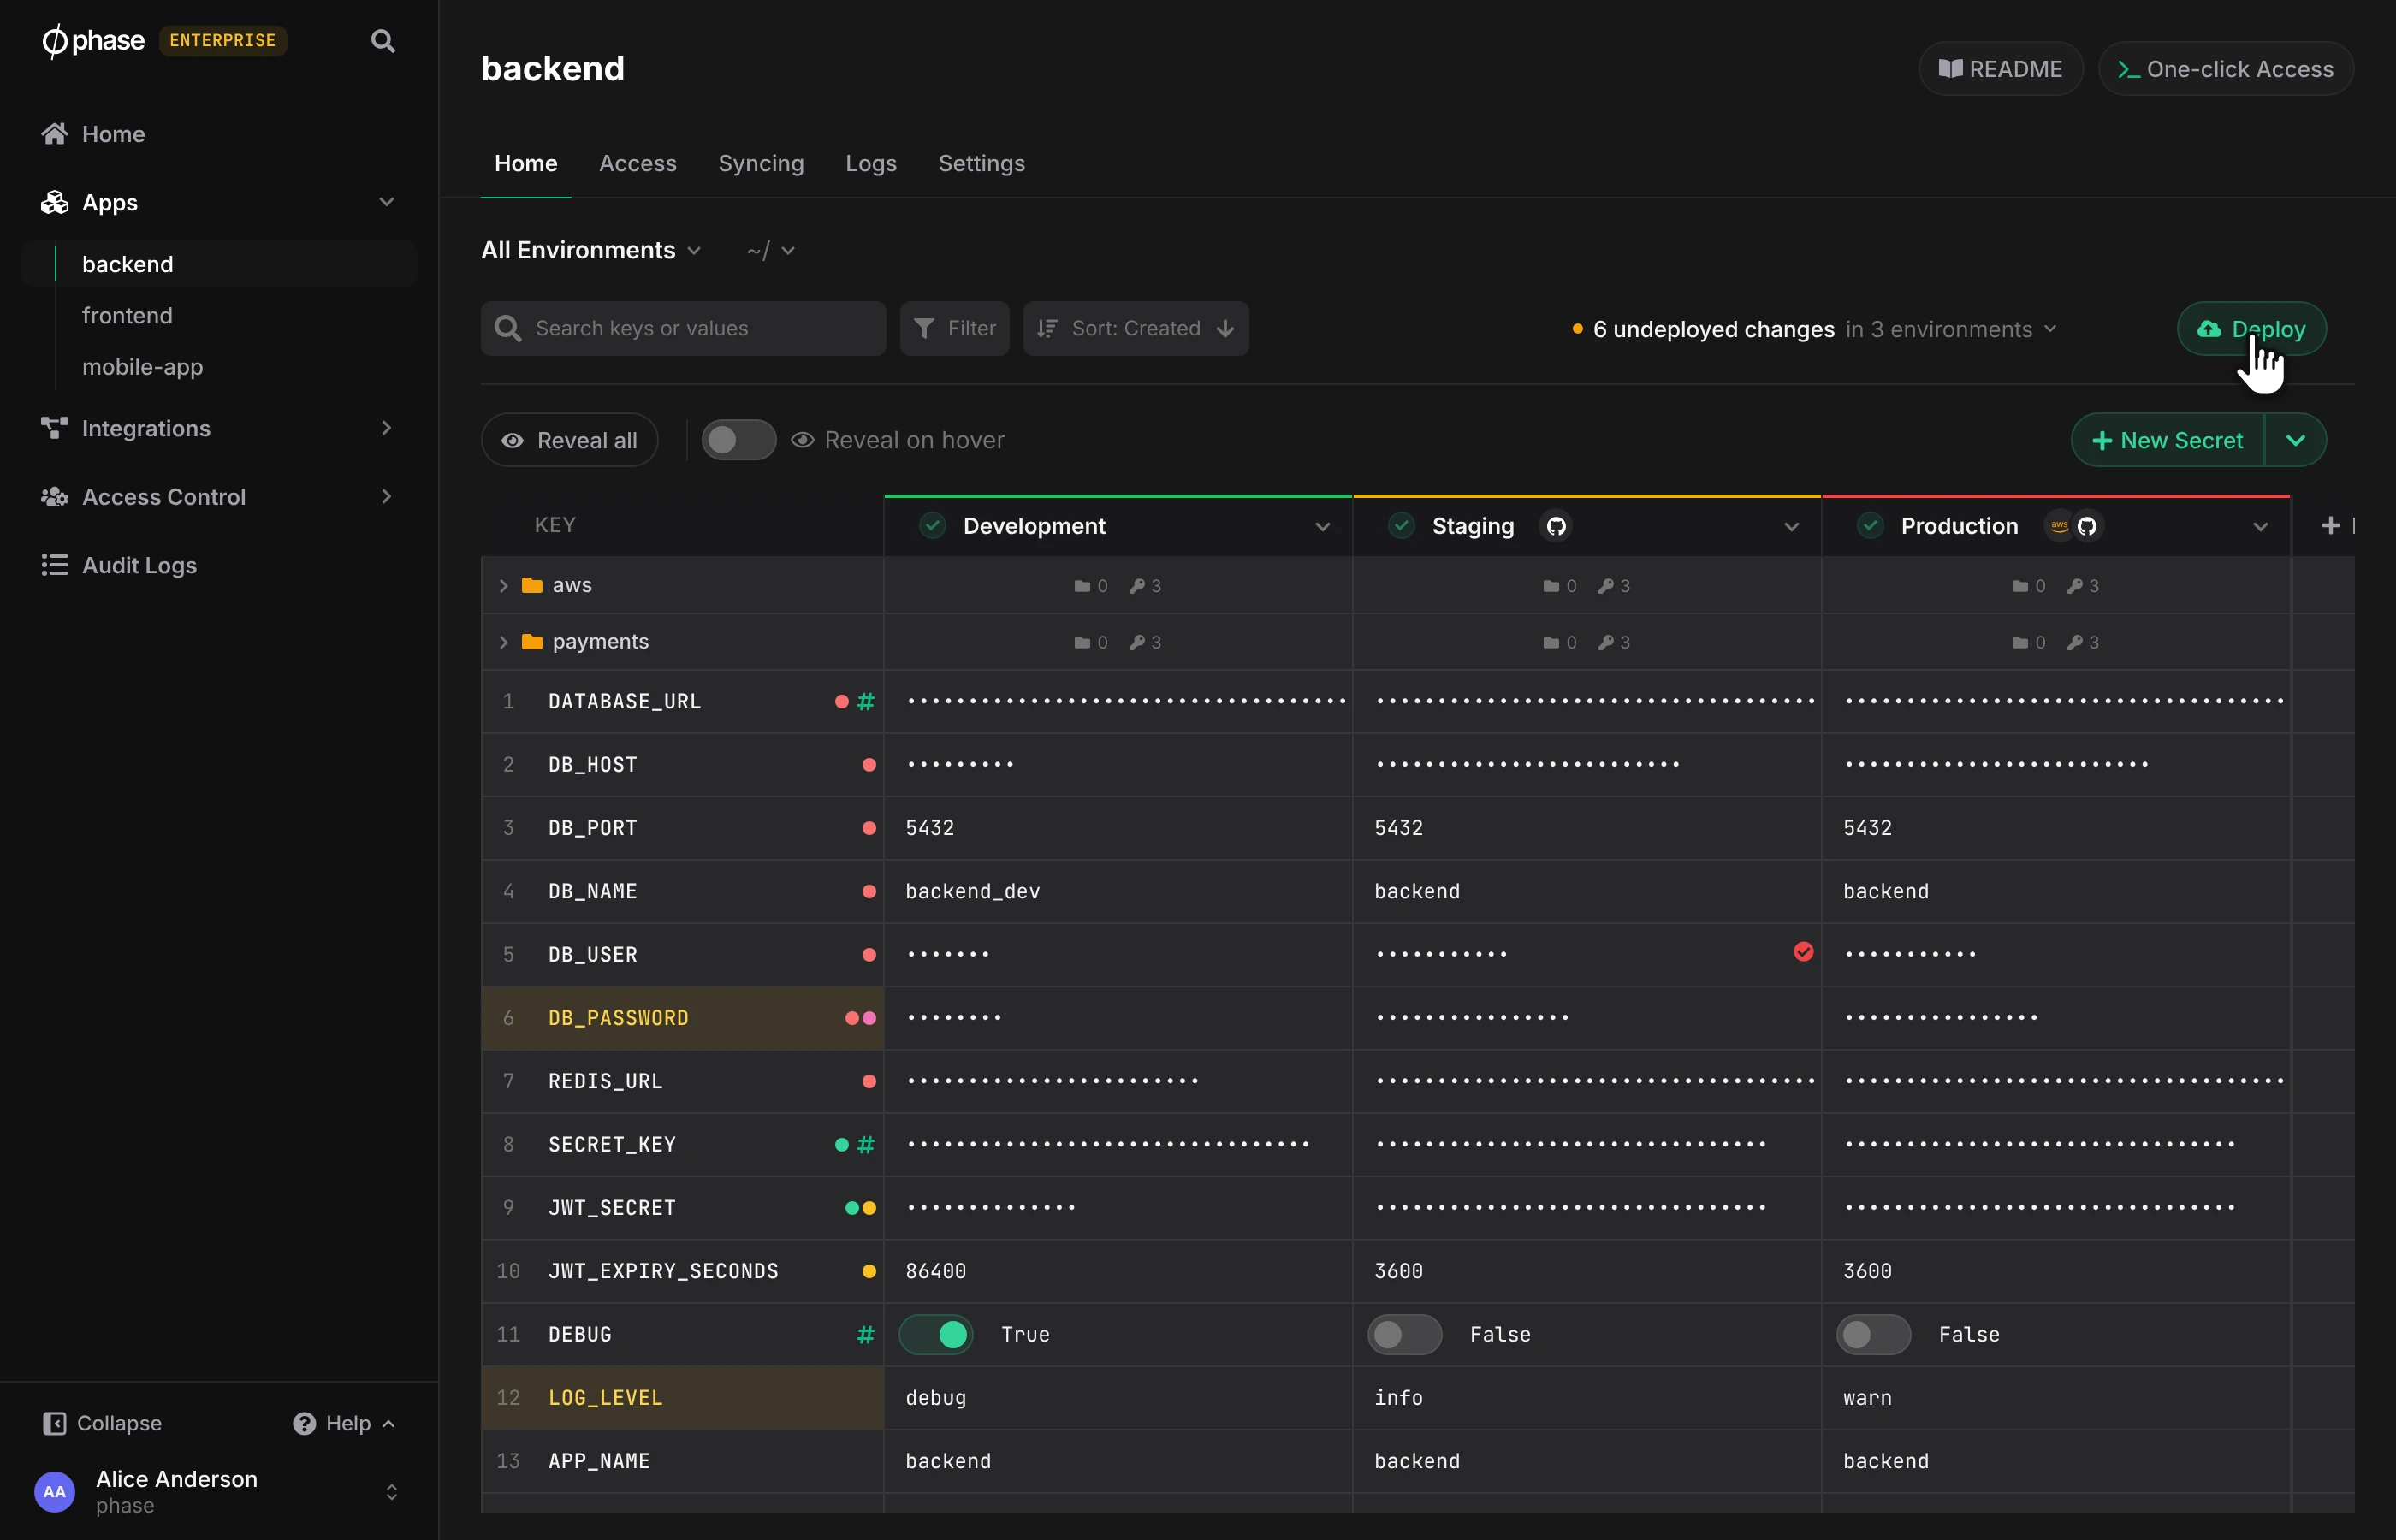 phase ENTERPRISE
Home
Apps
backend
frontend
mobile-app
Integrations
Access Control
Audit Logs
Collapse
Help
AA
Alice Anderson
phase
backend
README
One-click Access
Home Access Syncing Logs Settings
All Environments ~/
Search keys or values
Filter
Sort: Created
6 undeployed changes in 3 environments
Deploy
Reveal all
Reveal on hover
New Secret
KEY Development Staging aws Production
aws 0 3 0 3 0 3
payments 0 3 0 3 0 3
1 DATABASE_URL # ••••••••••••••••••••••••••••••••••••
2 DB_HOST
3 DB_PORT 5432 5432 5432
4 DB_NAME backend_dev backend backend
5 DB_USER
6 DB_PASSWORD
7 REDIS_URL
8 SECRET_KEY #
9 JWT_SECRET
10 JWT_EXPIRY_SECONDS 86400 3600 3600
11 DEBUG # True False False
12 LOG_LEVEL debug info warn
13 APP_NAME backend backend backend